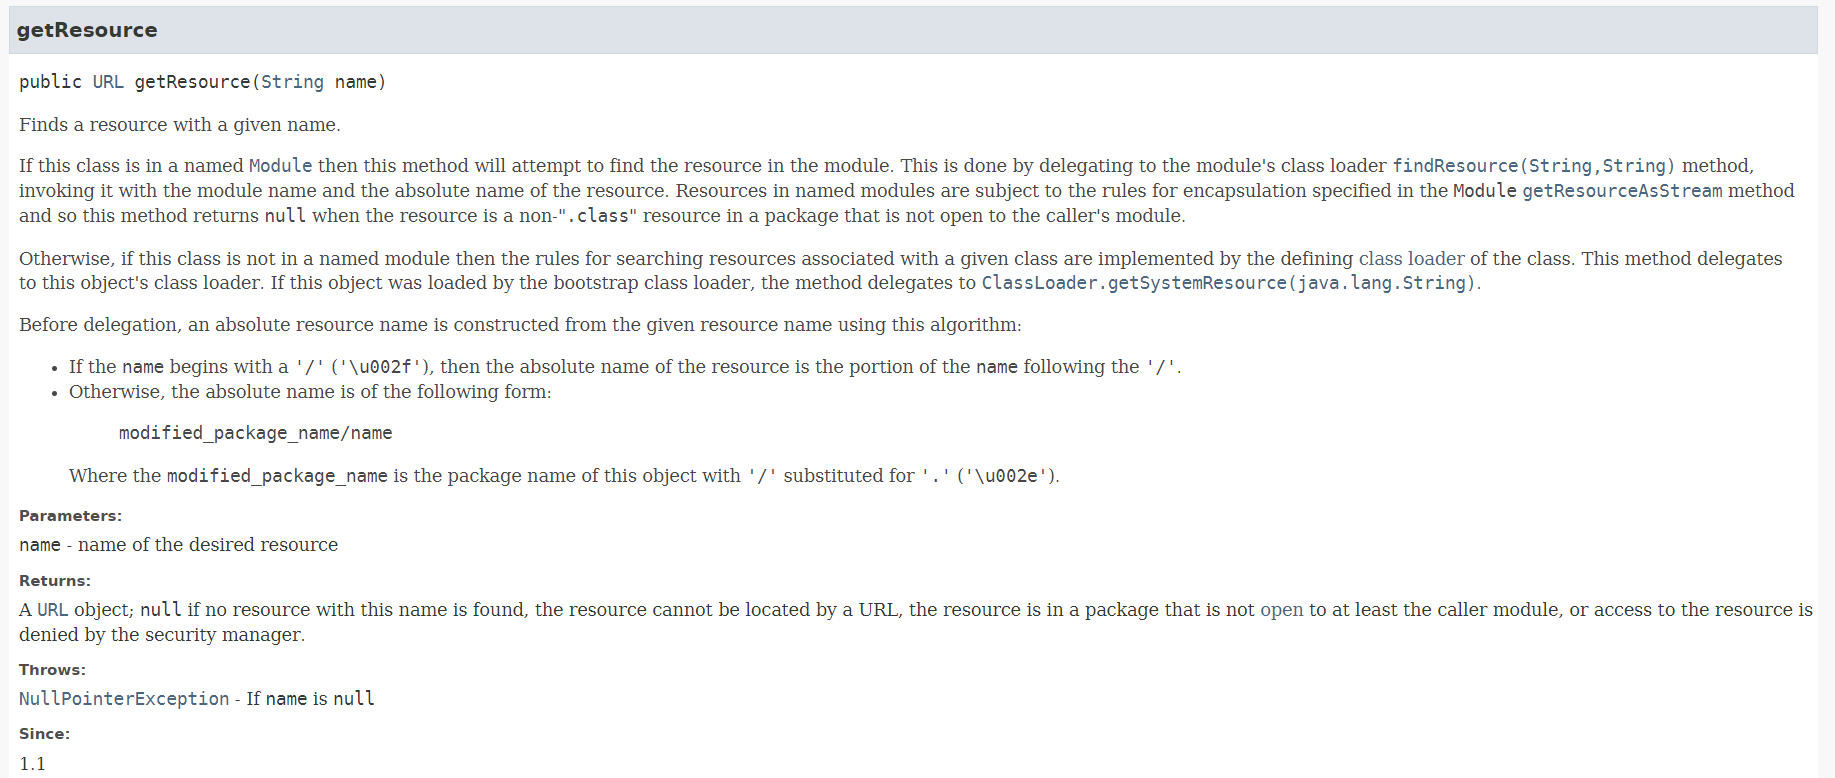 getResource
public URL getResource(String name)
Finds a resource with a given name.
If this class is in a named Module then this method will attempt to find the resource in the module. This is done by delegating to the module's class loader findResource(String,String) method,
invoking it with the module name and the absolute name of the resource. Resources in named modules are subject to the rules for encapsulation specified in the Module getResourceAsStream method
and so this method returns null when the resource is a non-".class" resource in a package that is not open to the caller's module.
Otherwise, if this class is not in a named module then the rules for searching resources associated with a given class are implemented by the defining class loader of the class. This method delegates
to this object's class loader. If this object was loaded by the bootstrap class loader, the method delegates to ClassLoader.getSystemResource(java.lang.String).
Before delegation, an absolute resource name is constructed from the given resource name using this algorithm:
• If the name begins with a '/' ('\u002f'), then the absolute name of the resource is the portion of the name following the '/'.
• Otherwise, the absolute name is of the following form:
modified_package_name/name
Where the modified_package_name is the package name of this object with '/' substituted for '.' ('\u002e').
Parameters:
name - name of the desired resource
Returns:
A URL object; null if no resource with this name is found, the resource cannot be located by a URL, the resource is in a package that is not open to at least the caller module, or access to the resource is
denied by the security manager.
Throws:
NullPointerException - If name is null
Since:
1.1